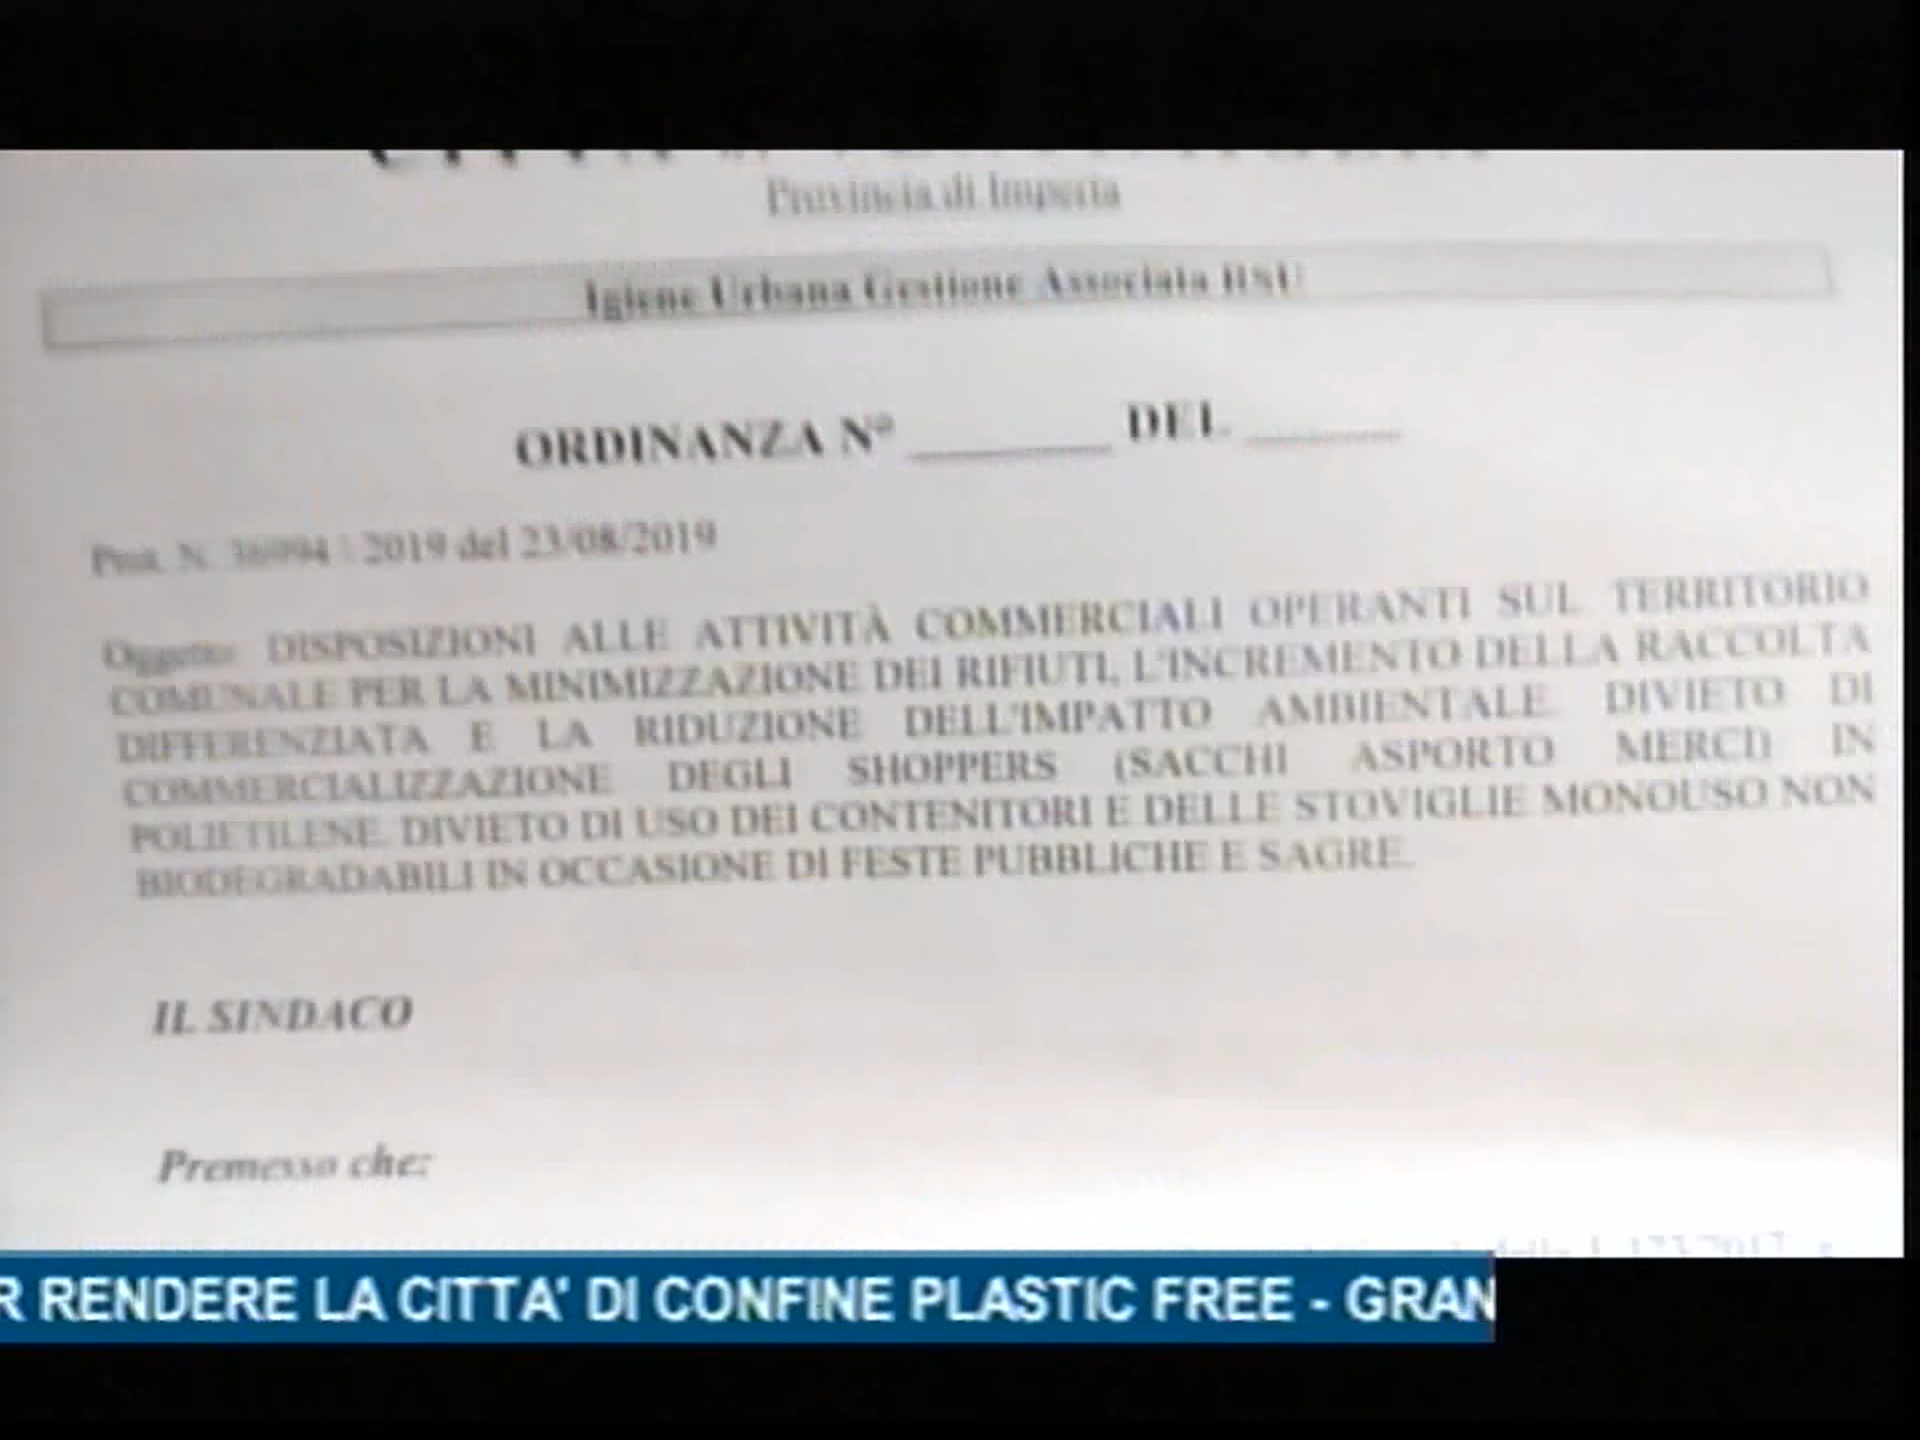 Provincia di Imperia
Igiene Urbana Gestione Associata RSU
ORDINANZA N° ______ DEL ______
Prot. N. 36994 / 2019 del 23/08/2019
Oggetto: DISPOSIZIONI ALLE ATTIVITÀ COMMERCIALI OPERANTI SUL TERRITORIO
COMUNALE PER LA MINIMIZZAZIONE DEI RIFIUTI, L'INCREMENTO DELLA RACCOLTA
DIFFERENZIATA E LA RIDUZIONE DELL'IMPATTO AMBIENTALE. DIVIETO DI
COMMERCIALIZZAZIONE DEGLI SHOPPERS (SACCHI ASPORTO MERCI) IN
POLIETILENE. DIVIETO DI USO DEI CONTENITORI E DELLE STOVIGLIE MONOUSO NON
BIODEGRADABILI IN OCCASIONE DI FESTE PUBBLICHE E SAGRE.
IL SINDACO
Premesso che:
R RENDERE LA CITTA' DI CONFINE PLASTIC FREE - GRAN